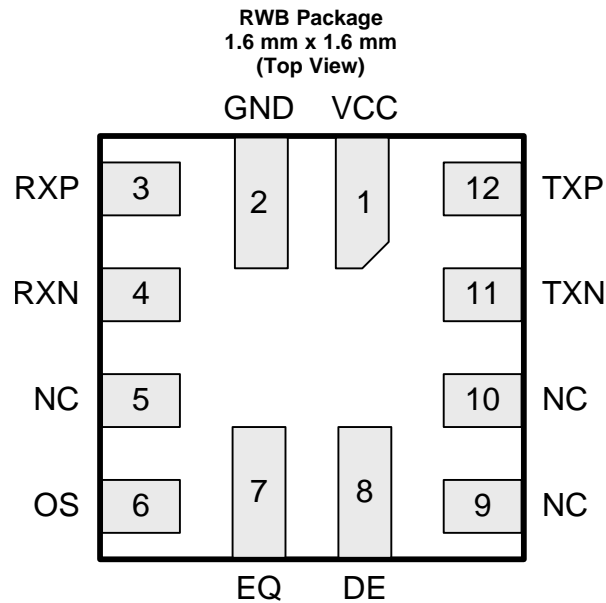 RWB Package
1.6 mm x 1.6 mm
(Top View)
GND VCC
RXP 3 2 1 12 TXP
RXN 4 11 TXN
NC 5 10 NC
OS 6 7 8 9 NC
EQ DE